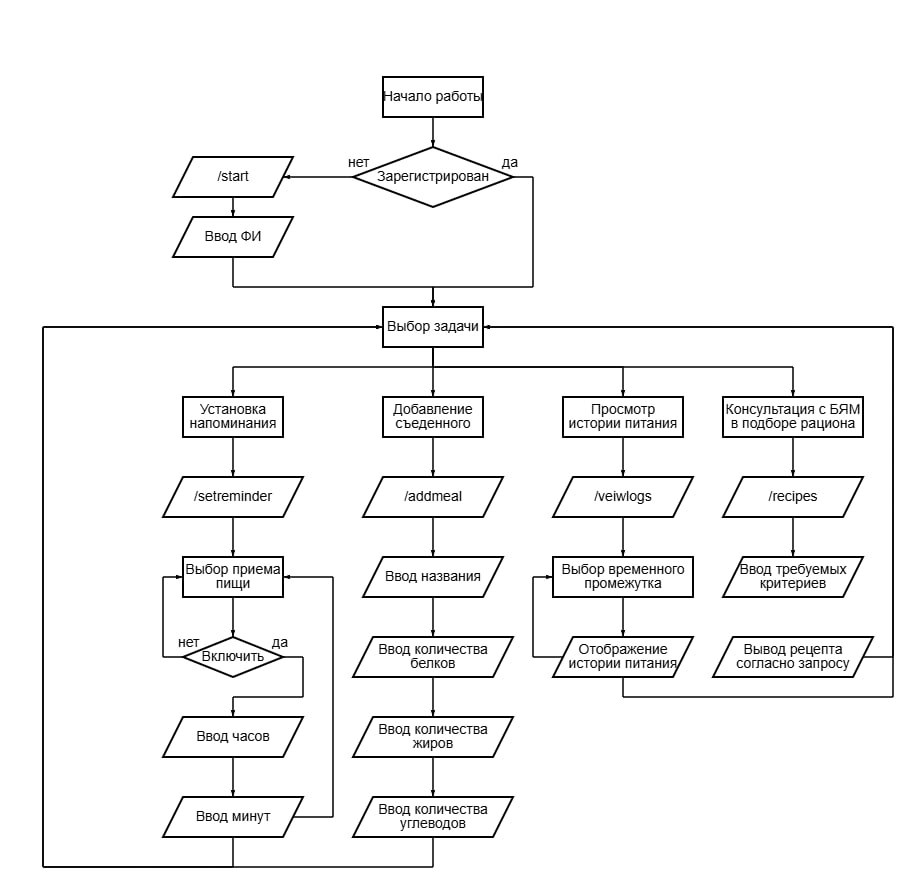 Начало работы
нет
да
Зарегистрирован
/start
Ввод ФИ
Выбор задачи
Установка
напоминания
Добавление
съеденного
Просмотр
истории питания
Консультация с БЯМ
в подборе рациона
/setreminder
/addmeal
/veiwlogs
/recipes
Выбор приема
пищи
Ввод названия
Выбор временного
промежутка
Ввод требуемых
критериев
нет
да
Включить
Ввод количества
белков
Отображение
истории питания
Вывод рецепта
согласно запросу
Ввод часов
Ввод количества
жиров
Ввод минут
Ввод количества
углеводов